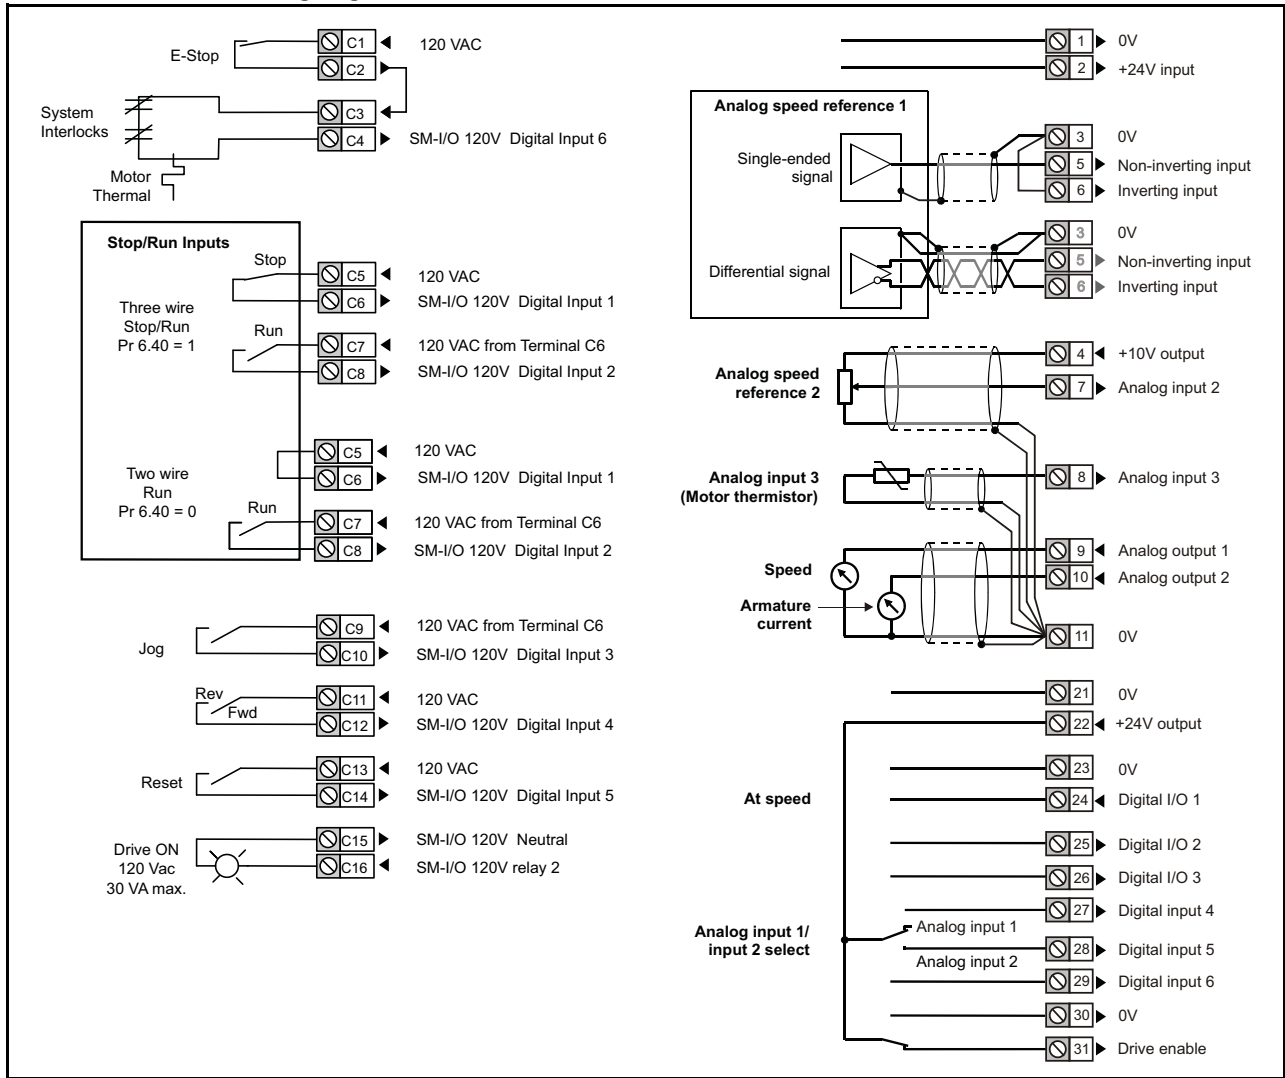 E-Stop
C1 120 VAC
C2
System
Interlocks
C3
C4 SM-I/O 120V Digital Input 6
Motor
Thermal
Stop/Run Inputs
Stop
C5 120 VAC
C6 SM-I/O 120V Digital Input 1
Three wire
Stop/Run
Pr 6.40 = 1
Run
C7 120 VAC from Terminal C6
C8 SM-I/O 120V Digital Input 2
C5 120 VAC
C6 SM-I/O 120V Digital Input 1
Two wire
Run
Pr 6.40 = 0
Run
C7 120 VAC from Terminal C6
C8 SM-I/O 120V Digital Input 2
Jog
C9 120 VAC from Terminal C6
C10 SM-I/O 120V Digital Input 3
Rev
Fwd
C11 120 VAC
C12 SM-I/O 120V Digital Input 4
Reset
C13 120 VAC
C14 SM-I/O 120V Digital Input 5
Drive ON
120 Vac
30 VA max.
C15 SM-I/O 120V Neutral
C16 SM-I/O 120V relay 2
1 0V
2 +24V input
Analog speed reference 1
Single-ended
signal
3 0V
5 Non-inverting input
6 Inverting input
Differential signal
3 0V
5 Non-inverting input
6 Inverting input
Analog speed
reference 2
4 +10V output
7 Analog input 2
Analog input 3
(Motor thermistor)
8 Analog input 3
Speed
9 Analog output 1
10 Analog output 2
Armature
current
11 0V
21 0V
22 +24V output
23 0V
At speed
24 Digital I/O 1
25 Digital I/O 2
26 Digital I/O 3
27 Digital input 4
Analog input 1/
input 2 select
Analog input 1
28 Digital input 5
Analog input 2
29 Digital input 6
30 0V
31 Drive enable